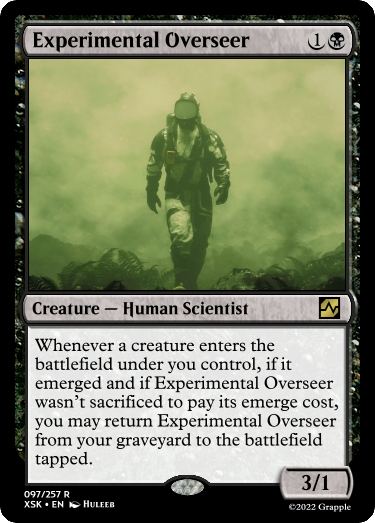 Experimental Overseer 1
Creature — Human Scientist
Whenever a creature enters the
battlefield under you control, if it
emerged and if Experimental Overseer
wasn't sacrificed to pay its emerge cost,
you may return Experimental Overseer
from your graveyard to the battlefield
tapped.
3/1
097/257 R
XSK • EN Huleeb
©2022 Grapple